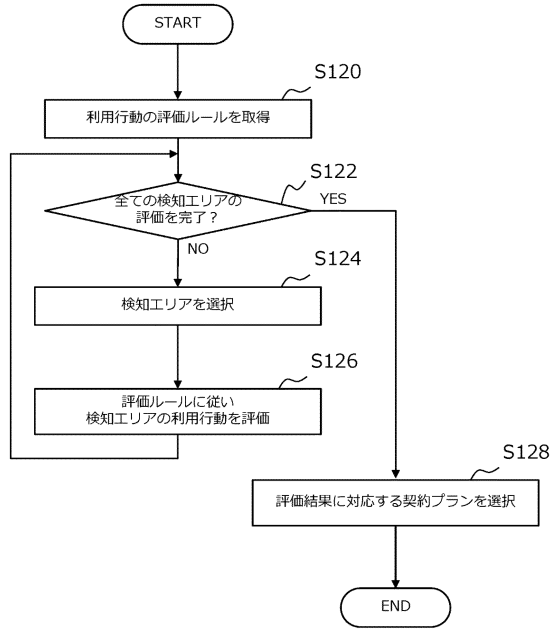 START
S120
利用行動の評価ルールを取得
S122
全ての検知エリアの
評価を完了？
YES
NO
S124
検知エリアを選択
S126
評価ルールに従い
検知エリアの利用行動を評価
S128
評価結果に対応する契約プランを選択
END